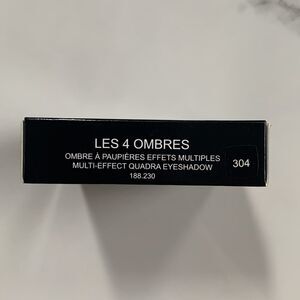 LES 4 OMBRES
OMBRE À PAUPIÈRES EFFETS MULTIPLES
MULTI-EFFECT QUADRA EYESHADOW
188.230
304